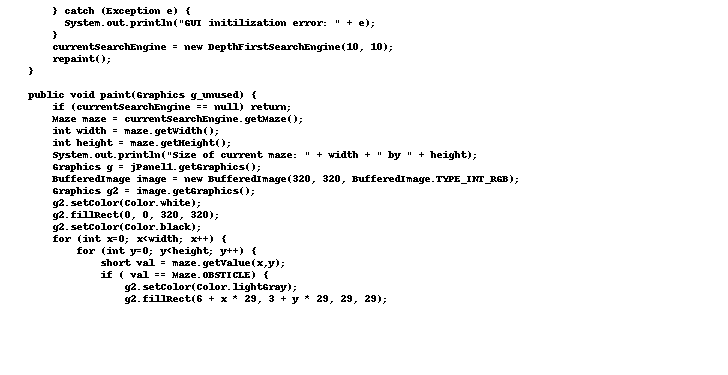 } catch (Exception e) {
System.out.println("GUI initilization error: " + e);
}
currentSearchEngine = new DepthFirstSearchEngine(10, 10);
repaint();
}
public void paint(Graphics g_unused) {
if (currentSearchEngine == null) return;
Maze maze = currentSearchEngine.getMaze();
int width = maze.getWidth();
int height = maze.getHeight();
System.out.println("Size of current maze: " + width + " by " + height);
Graphics g = jPanel1.getGraphics();
BufferedImage image = new BufferedImage(320, 320, BufferedImage.TYPE_INT_RGB);
Graphics g2 = image.getGraphics();
g2.setColor(Color.white);
g2.fillRect(0, 0, 320, 320);
g2.setColor(Color.black);
for (int x=0; x<width; x++) {
for (int y=0; y<height; y++) {
short val = maze.getValue(x,y);
if ( val == Maze.OBSTICLE) {
g2.setColor(Color.lightGray);
g2.fillRect(6 + x * 29, 3 + y * 29, 29, 29);